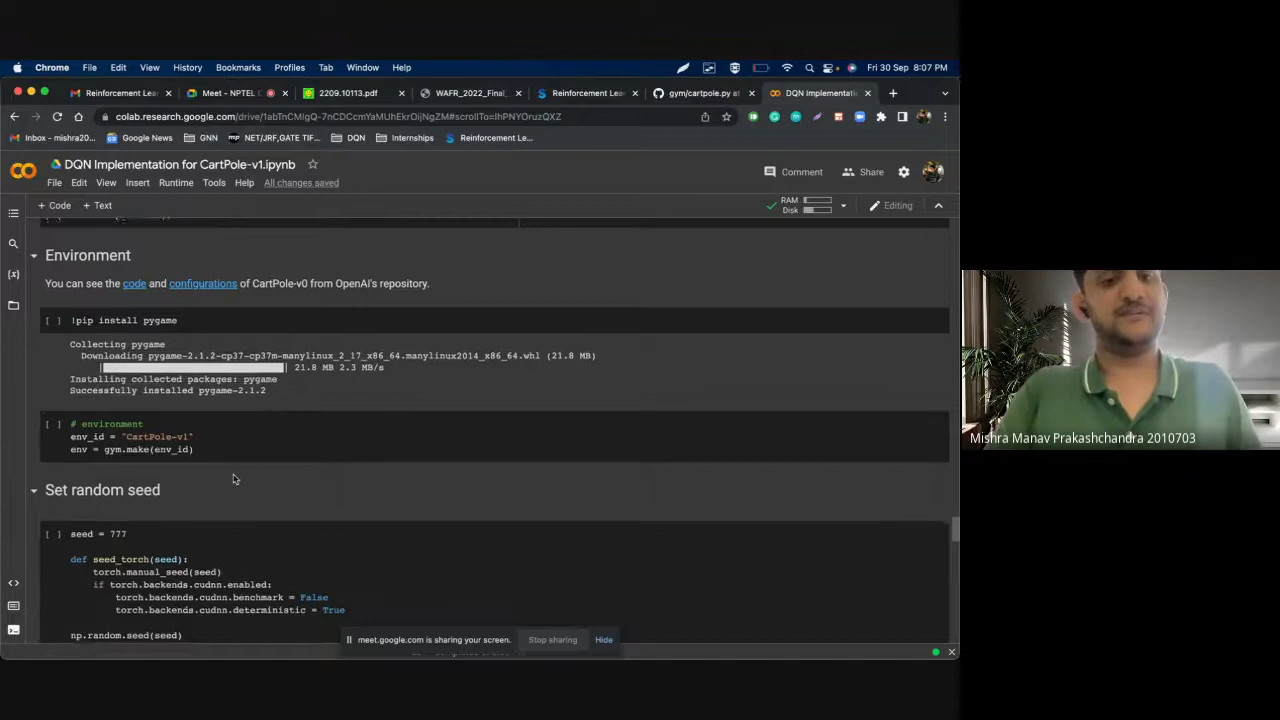 Chrome File Edit View History Bookmarks Profiles Tab Window Help Fri 30 Sep 8:07 PM
Reinforcement Lea Meet - NPTEL C 2209.10113.pdf WAFR_2022_Final_ Reinforcement Le gym/cartpole.py at DQN Implementati
colab.research.google.com/drive/1abTnCMIgQ-7nCDCcmYaMUhEkrOijNgZM#scrollTo=IhPNYOruzQXZ
Inbox - mishra20... Google News GNN NET/JRF,GATE TIF... DQN Internships Reinforcement Lea...
DQN Implementation for CartPole-v1.ipynb
Comment Share
File Edit View Insert Runtime Tools Help All changes saved
+ Code + Text RAM Disk Editing
Environment
You can see the code and configurations of CartPole-v0 from OpenAI's repository.
[ ] !pip install pygame
Collecting pygame
Downloading pygame-2.1.2-cp37-cp37m-manylinux_2_17_x86_64.manylinux2014_x86_64.whl (21.8 MB)
| | 21.8 MB 2.3 MB/s
Installing collected packages: pygame
Successfully installed pygame-2.1.2
[ ] # environment
env_id = "CartPole-v1"
env = gym.make(env_id)
Set random seed
[ ] seed = 777
def seed_torch(seed):
torch.manual_seed(seed)
if torch.backends.cudnn.enabled:
torch.backends.cudnn.benchmark = False
torch.backends.cudnn.deterministic = True
np.random.seed(seed)
meet.google.com is sharing your screen. Stop sharing Hide
Mishra Manav Prakashchandra 2010703